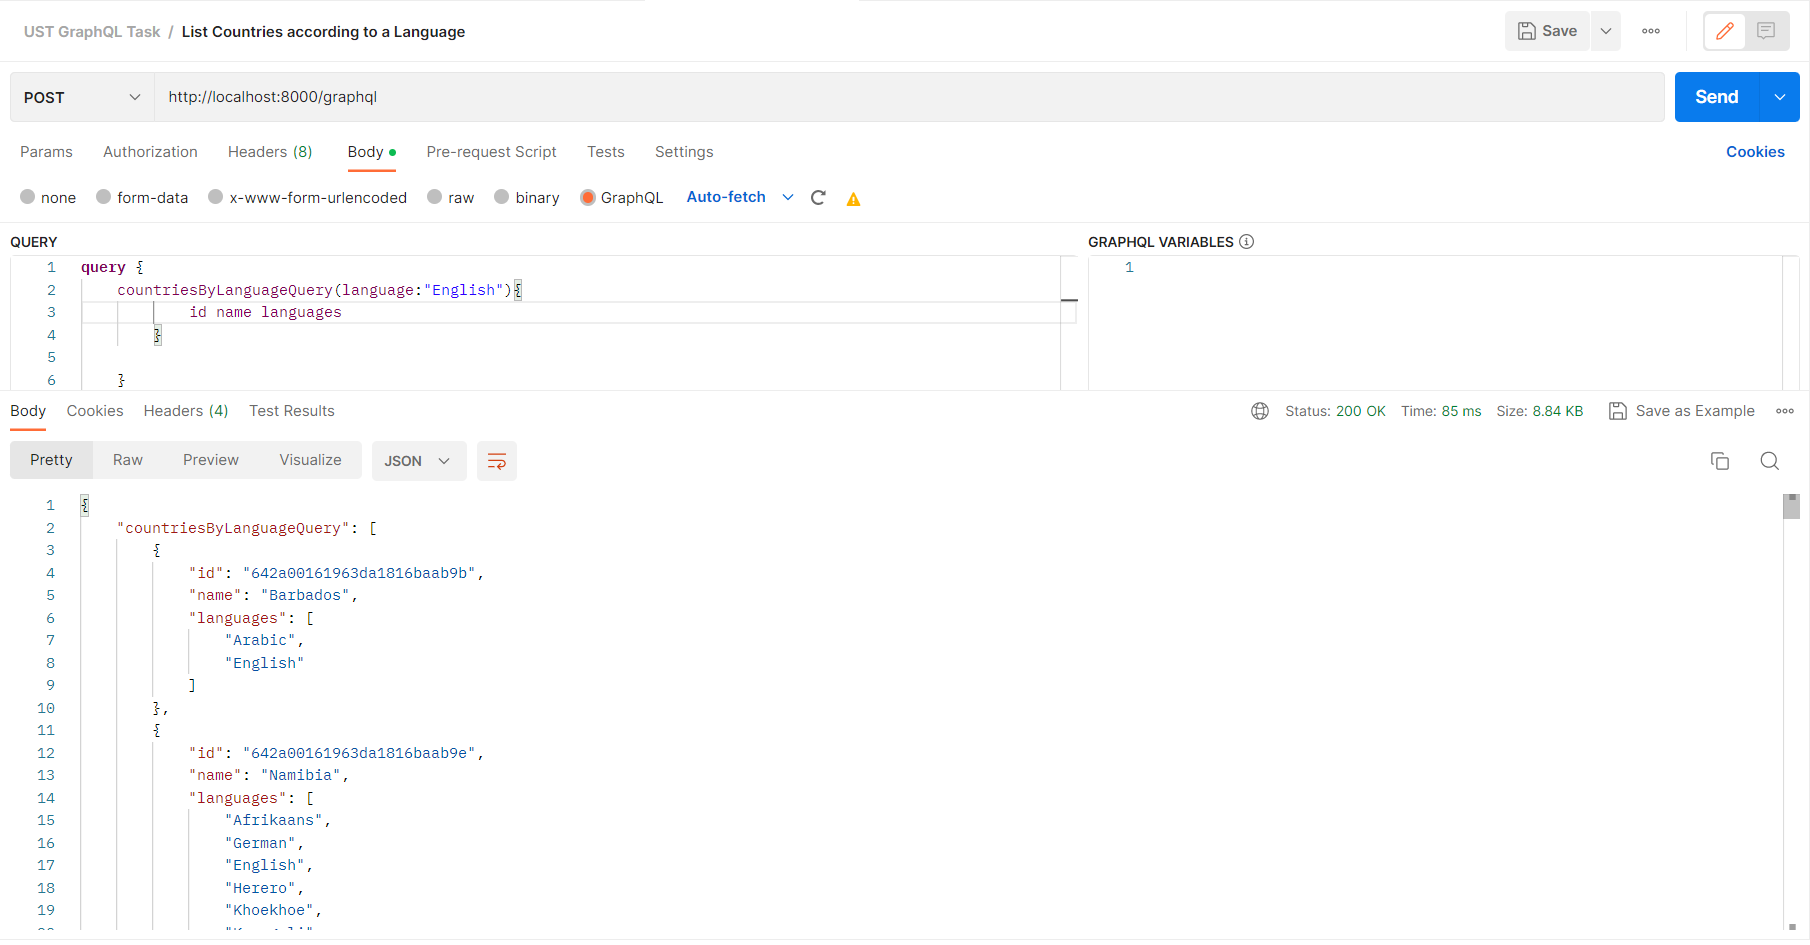 UST GraphQL Task / List Countries according to a Language
Save
POST http://localhost:8000/graphql Send
Params Authorization Headers (8) Body Pre-request Script Tests Settings Cookies
none form-data x-www-form-urlencoded raw binary GraphQL Auto-fetch
QUERY GRAPHQL VARIABLES
1 query { 1
2 countriesByLanguageQuery(language:"English"){
3 id name languages
4 }
5
6 }
Body Cookies Headers (4) Test Results Status: 200 OK Time: 85 ms Size: 8.84 KB Save as Example
Pretty Raw Preview Visualize JSON
1 {
2 "countriesByLanguageQuery": [
3 {
4 "id": "642a00161963da1816baab9b",
5 "name": "Barbados",
6 "languages": [
7 "Arabic",
8 "English"
9 ]
10 },
11 {
12 "id": "642a00161963da1816baab9e",
13 "name": "Namibia",
14 "languages": [
15 "Afrikaans",
16 "German",
17 "English",
18 "Herero",
19 "Khoekhoe",